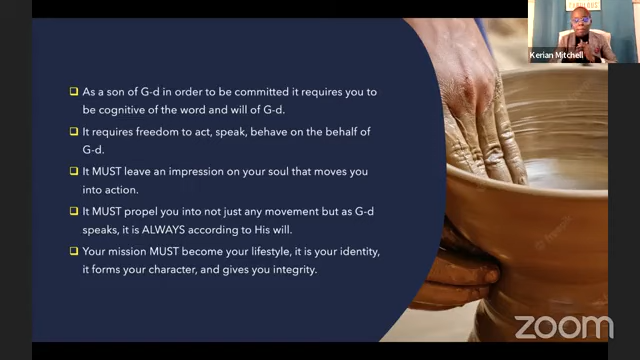 Kerian Mitchell
As a son of G-d in order to be committed it requires you to
be cognitive of the word and will of G-d.
It requires freedom to act, speak, behave on the behalf of
G-d.
It MUST leave an impression on your soul that moves you
into action.
It MUST propel you into not just any movement but as G-d
speaks, it is ALWAYS according to His will.
Your mission MUST become your lifestyle, it is your identity,
it forms your character, and gives you integrity.
freepik
zoom